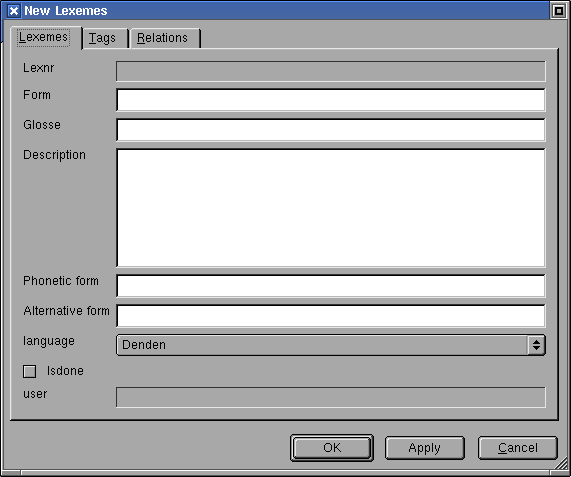 New Lexemes
Lexemes Tags Relations
Lexnr
Form
Glosse
Description
Phonetic form
Alternative form
language Denden
Isdone
user
OK Apply Cancel